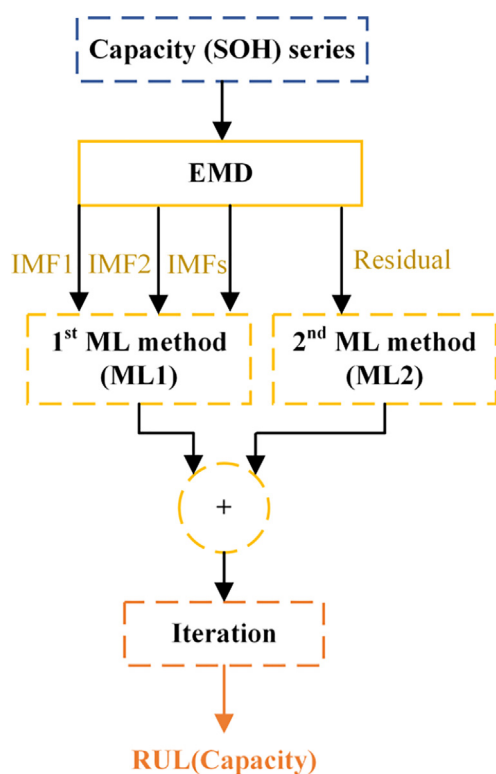 Capacity (SOH) series
EMD
IMF1 IMF2 IMFs Residual
1st ML method
(ML1)
2nd ML method
(ML2)
+
Iteration
RUL(Capacity)